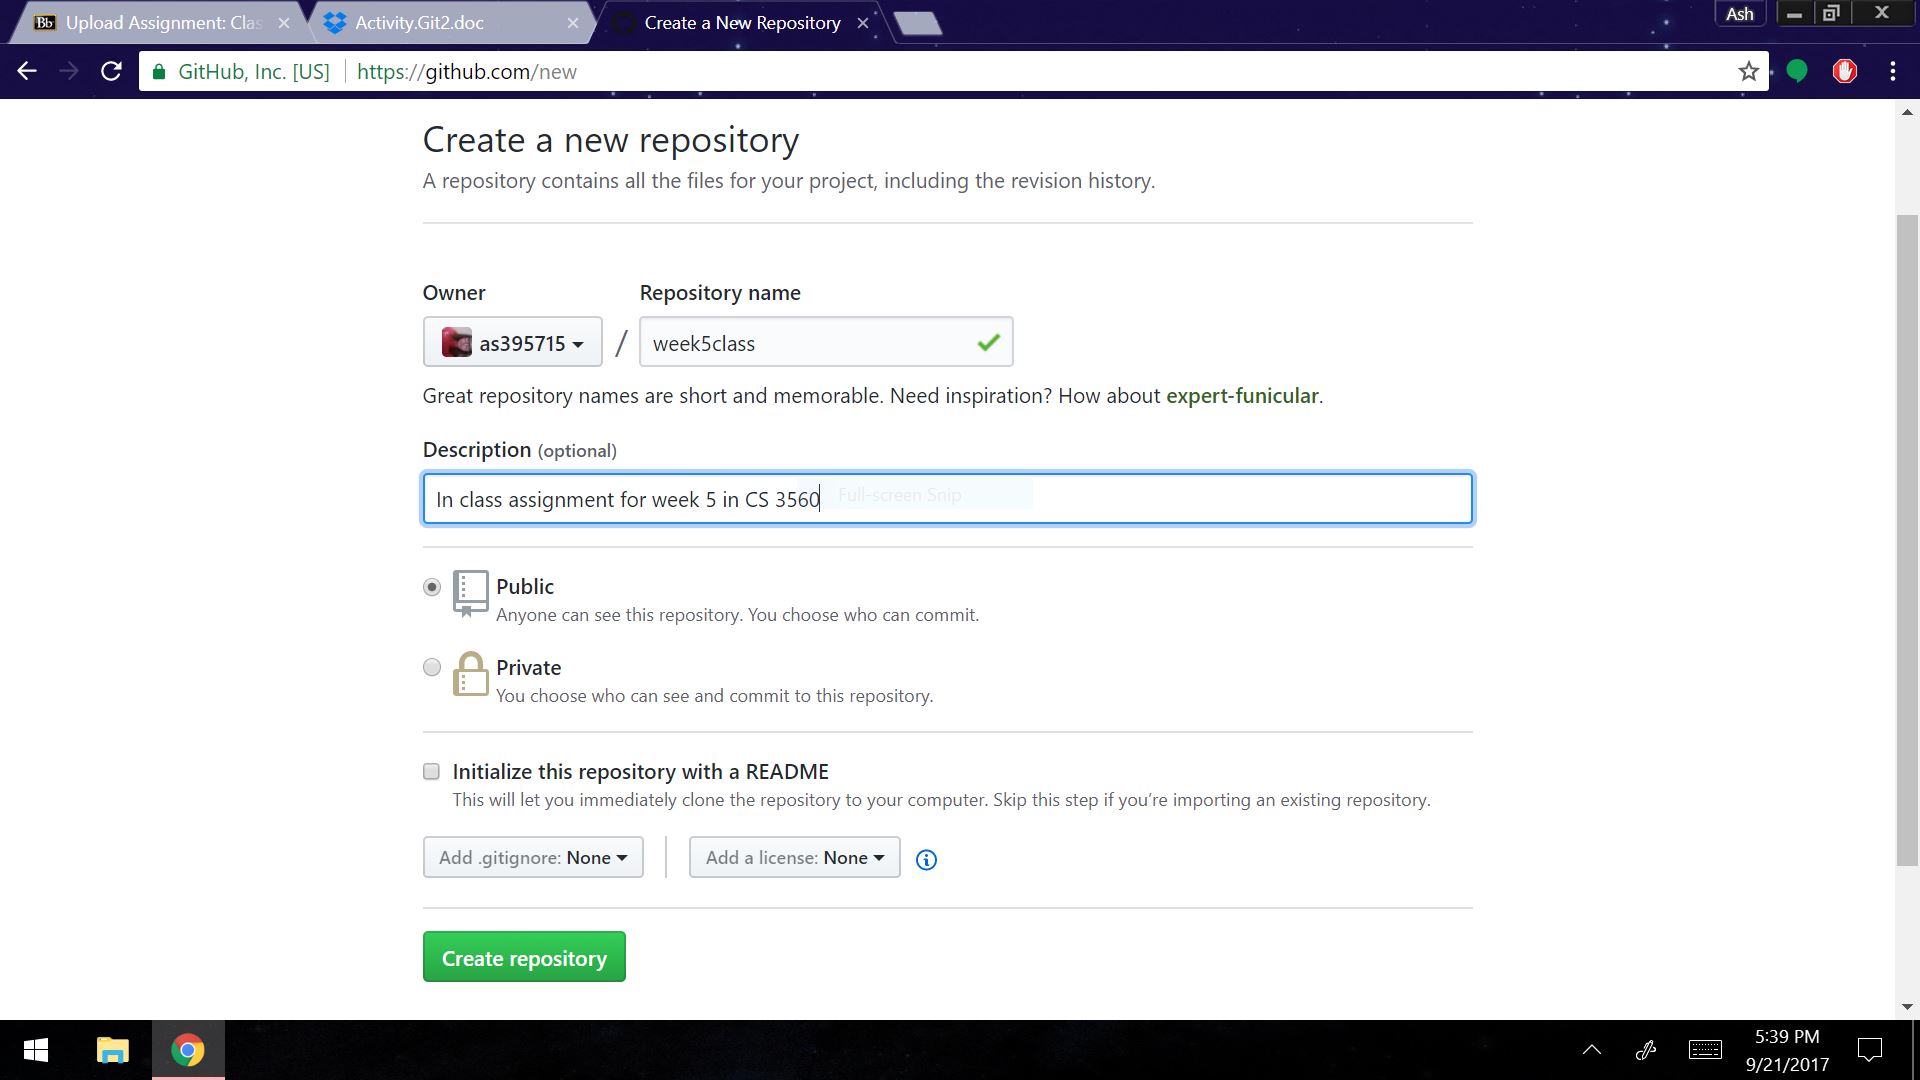 Bb Upload Assignment: Clas
Activity.Git2.doc
Create a New Repository
Ash
GitHub, Inc. [US] https://github.com/new
Create a new repository
A repository contains all the files for your project, including the revision history.
Owner Repository name
as395715 / week5class
Great repository names are short and memorable. Need inspiration? How about expert-funicular.
Description (optional)
In class assignment for week 5 in CS 3560 Full-screen Snip
Public
Anyone can see this repository. You choose who can commit.
Private
You choose who can see and commit to this repository.
Initialize this repository with a README
This will let you immediately clone the repository to your computer. Skip this step if you’re importing an existing repository.
Add .gitignore: None Add a license: None
Create repository
5:39 PM
9/21/2017